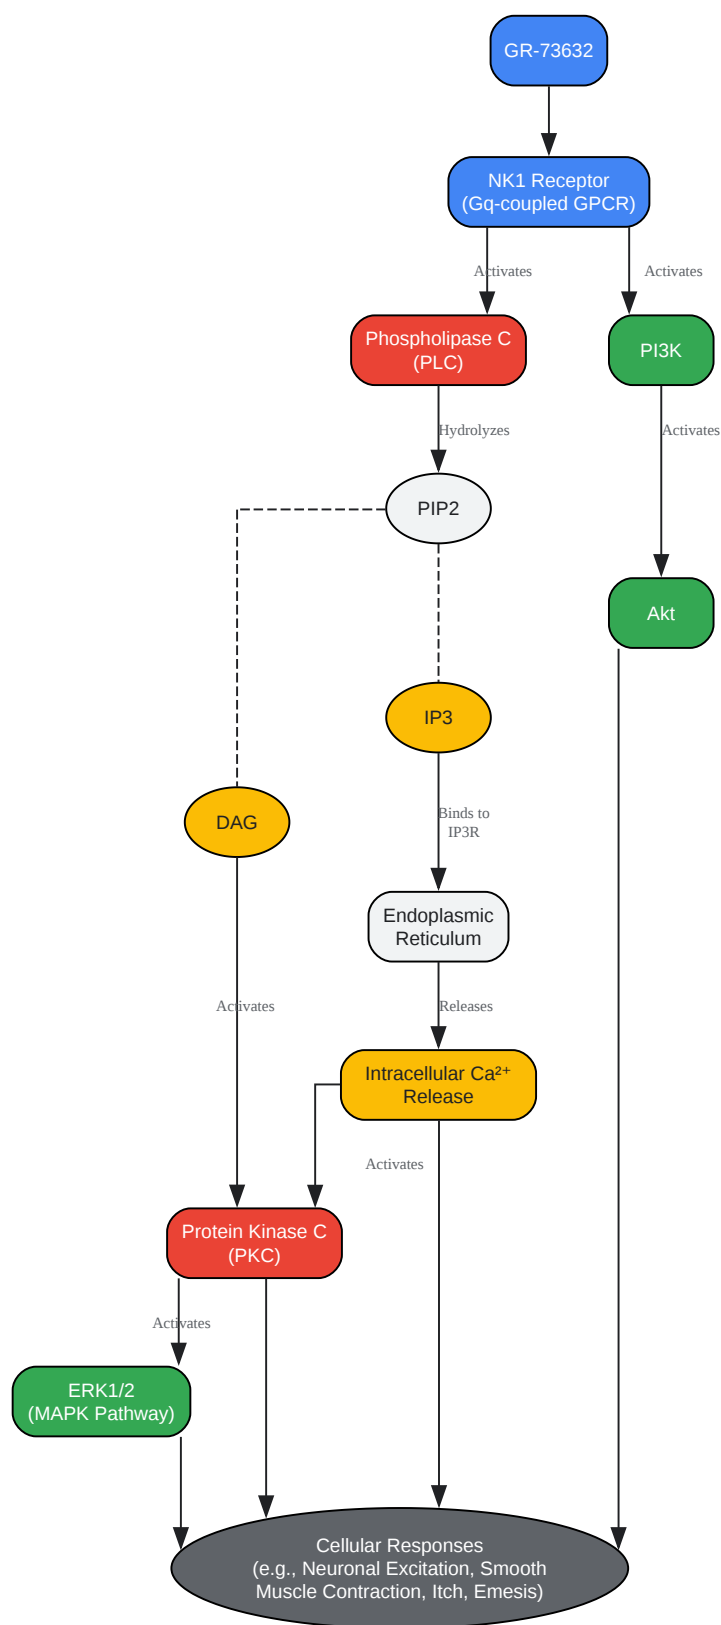 GR-73632
NK1 Receptor
(Gq-coupled GPCR)
Activates
Activates
Phospholipase C
(PLC)
PI3K
Hydrolyzes
Activates
PIP2
Akt
IP3
Binds to
IP3R
DAG
Endoplasmic
Reticulum
Activates
Releases
Intracellular Ca²⁺
Release
Activates
Protein Kinase C
(PKC)
Activates
ERK1/2
(MAPK Pathway)
Cellular Responses
(e.g., Neuronal Excitation, Smooth
Muscle Contraction, Itch, Emesis)